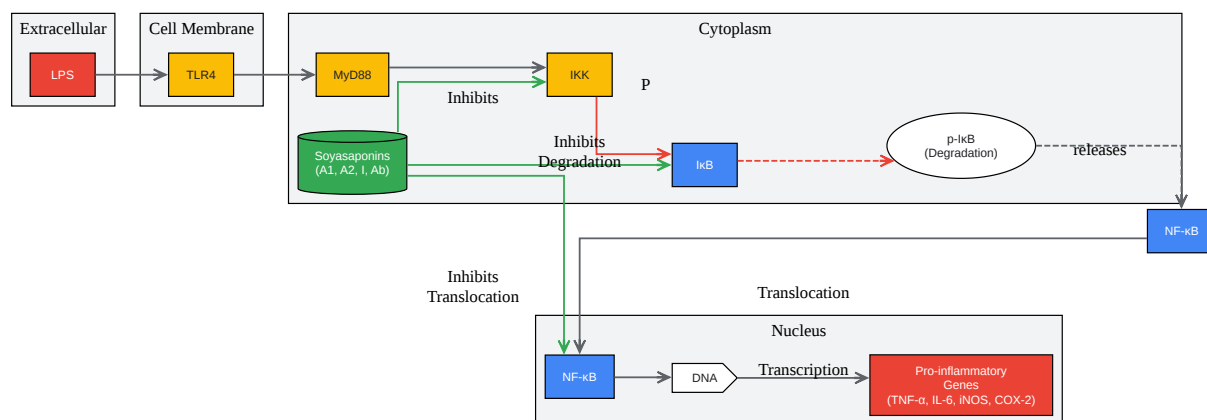 Extracellular
Cell Membrane
Cytoplasm
LPS
TLR4
MyD88
IKK
P
Inhibits
Soyasaponins
(A1, A2, I, Ab)
Inhibits
Degradation
IκB
p-IκB
(Degradation)
releases
NF-κB
Inhibits
Translocation
Translocation
Nucleus
NF-κB
DNA
Transcription
Pro-inflammatory
Genes
(TNF-α, IL-6, iNOS, COX-2)